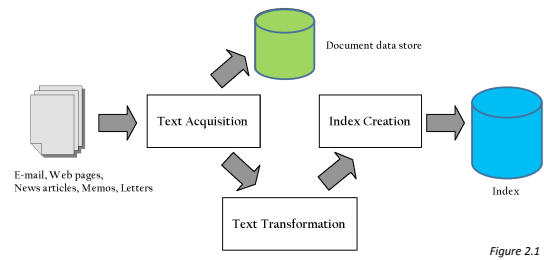 Document data store
Text Acquisition
Index Creation
E-mail, Web pages,
News articles, Memos, Letters
Index
Text Transformation
Figure 2.1